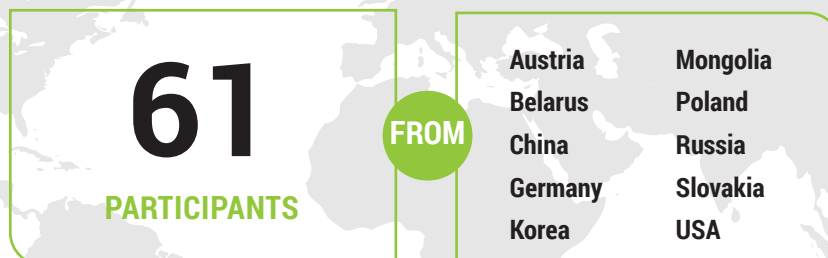 61
PARTICIPANTS
FROM
Austria
Belarus
China
Germany
Korea
Mongolia
Poland
Russia
Slovakia
USA